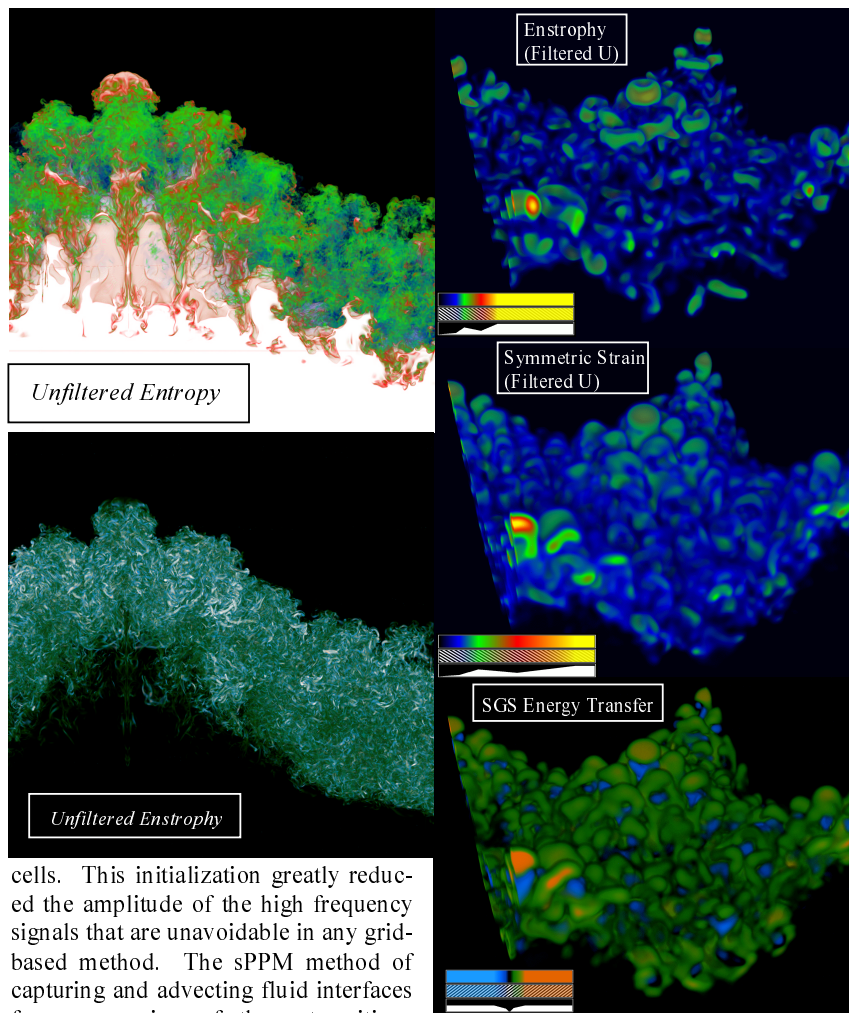 Enstrophy
(Filtered U)
Unfiltered Entropy
Symmetric Strain
(Filtered U)
Unfiltered Enstrophy
SGS Energy Transfer
cells. This initialization greatly reduc-
ed the amplitude of the high frequency
signals that are unavoidable in any grid-
based method. The sPPM method of
capturing and advecting fluid interfaces